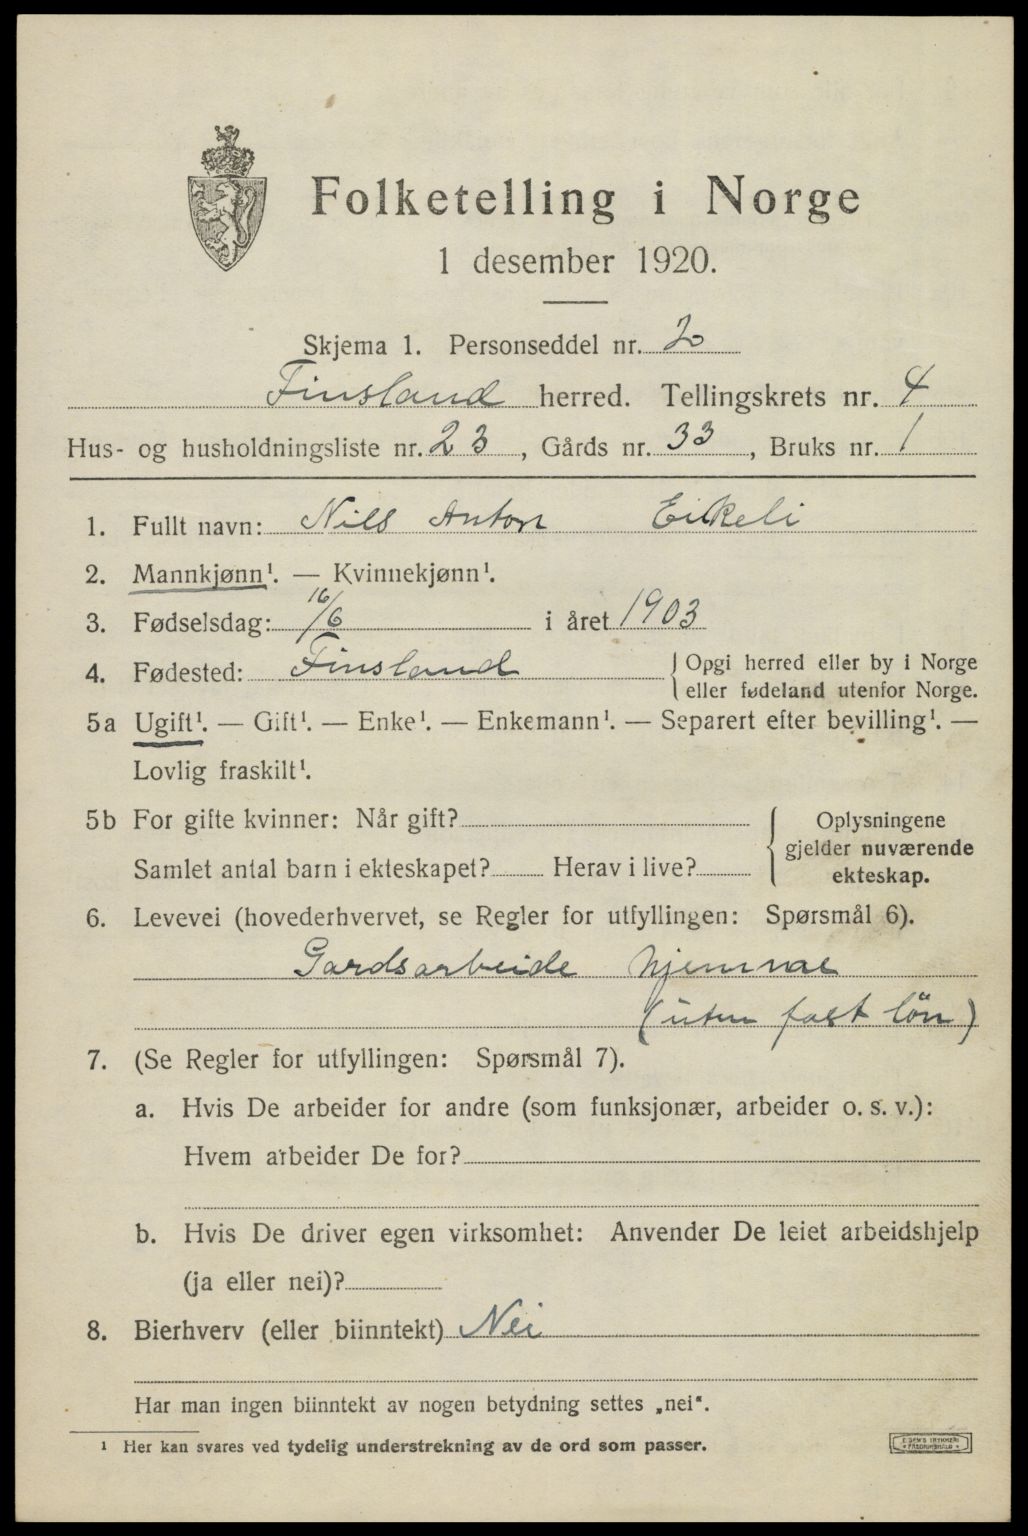 Folketelling i Norge
1 desember 1920.
Skjema 1. Personseddel nr. 2
Finsland herred. Tellingskrets nr. 4
Hus- og husholdningsliste nr. 23, Gårds nr. 33, Bruks nr. 1
1. Fullt navn: Nils Anton Eikeli
2. Mannkjønn¹. — Kvinnekjønn¹.
3. Fødselsdag: 16/6 i året 1903
4. Fødested: Finsland { Opgi herred eller by i Norge
eller fødeland utenfor Norge.
5a Ugift¹. — Gift¹. — Enke¹. — Enkemann¹. — Separert efter bevilling¹. —
Lovlig fraskilt¹.
5b For gifte kvinner: Når gift?
Samlet antal barn i ekteskapet? Herav i live?
Oplysningene
gjelder nuværende
ekteskap.
6. Levevei (hovederhvervet, se Regler for utfyllingen: Spørsmål 6).
Gardsarbeide hjemme
(uten fast lön)
7. (Se Regler for utfyllingen: Spørsmål 7).
a. Hvis De arbeider for andre (som funksjonær, arbeider o. s. v.):
Hvem arbeider De for?
b. Hvis De driver egen virksomhet: Anvender De leiet arbeidshjelp
(ja eller nei)?
8. Bierhverv (eller biinntekt) Nei
Har man ingen biinntekt av nogen betydning settes „nei".
¹ Her kan svares ved tydelig understrekning av de ord som passer.